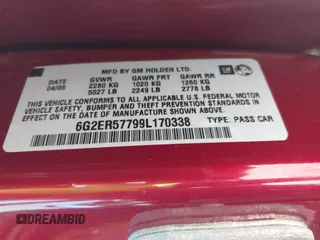 MFD BY GM HOLDEN LTD.
DATE GVWR GAWR FRT GAWR RR
04/08 2280 KG 1020 KG 1260 KG
5027 LB 2249 LB 2778 LB
THIS VEHICLE CONFORMS TO ALL APPLICABLE U.S. FEDERAL MOTOR
VEHICLE SAFETY, BUMPER, AND THEFT PREVENTION STANDARDS IN
EFFECT ON THE DATE OF MANUFACTURE SHOWN ABOVE.
6G2ER57799L170338 TYPE: PASS CAR
DREAMBID